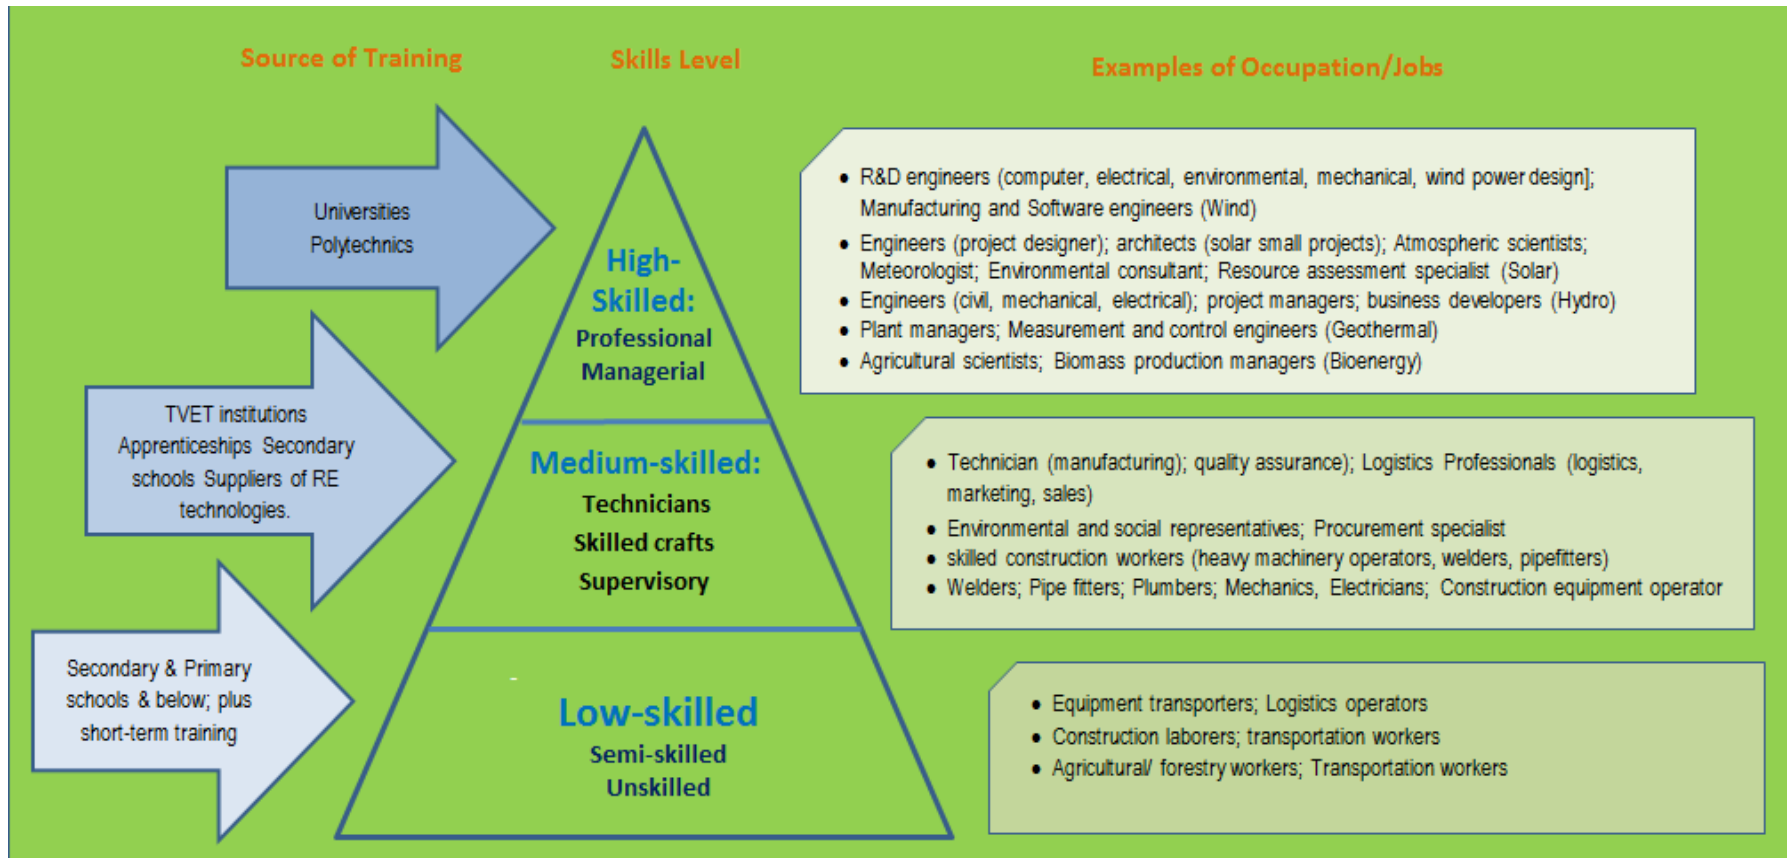 Source of Training
Skills Level
Examples of Occupation/Jobs
Universities
Polytechnics
High-
Skilled:
Professional
Managerial
• R&D engineers (computer, electrical, environmental, mechanical, wind power design];
Manufacturing and Software engineers (Wind)
• Engineers (project designer); architects (solar small projects); Atmospheric scientists;
Meteorologist; Environmental consultant; Resource assessment specialist (Solar)
• Engineers (civil, mechanical, electrical); project managers; business developers (Hydro)
• Plant managers; Measurement and control engineers (Geothermal)
• Agricultural scientists; Biomass production managers (Bioenergy)
TVET institutions
Apprenticeships Secondary
schools Suppliers of RE
technologies.
Medium-skilled:
Technicians
Skilled crafts
Supervisory
• Technician (manufacturing); quality assurance); Logistics Professionals (logistics,
marketing, sales)
• Environmental and social representatives; Procurement specialist
• skilled construction workers (heavy machinery operators, welders, pipefitters)
• Welders; Pipe fitters; Plumbers; Mechanics, Electricians; Construction equipment operator
Secondary & Primary
schools & below; plus
short-term training
Low-skilled
Semi-skilled
Unskilled
• Equipment transporters; Logistics operators
• Construction laborers; transportation workers
• Agricultural/ forestry workers; Transportation workers